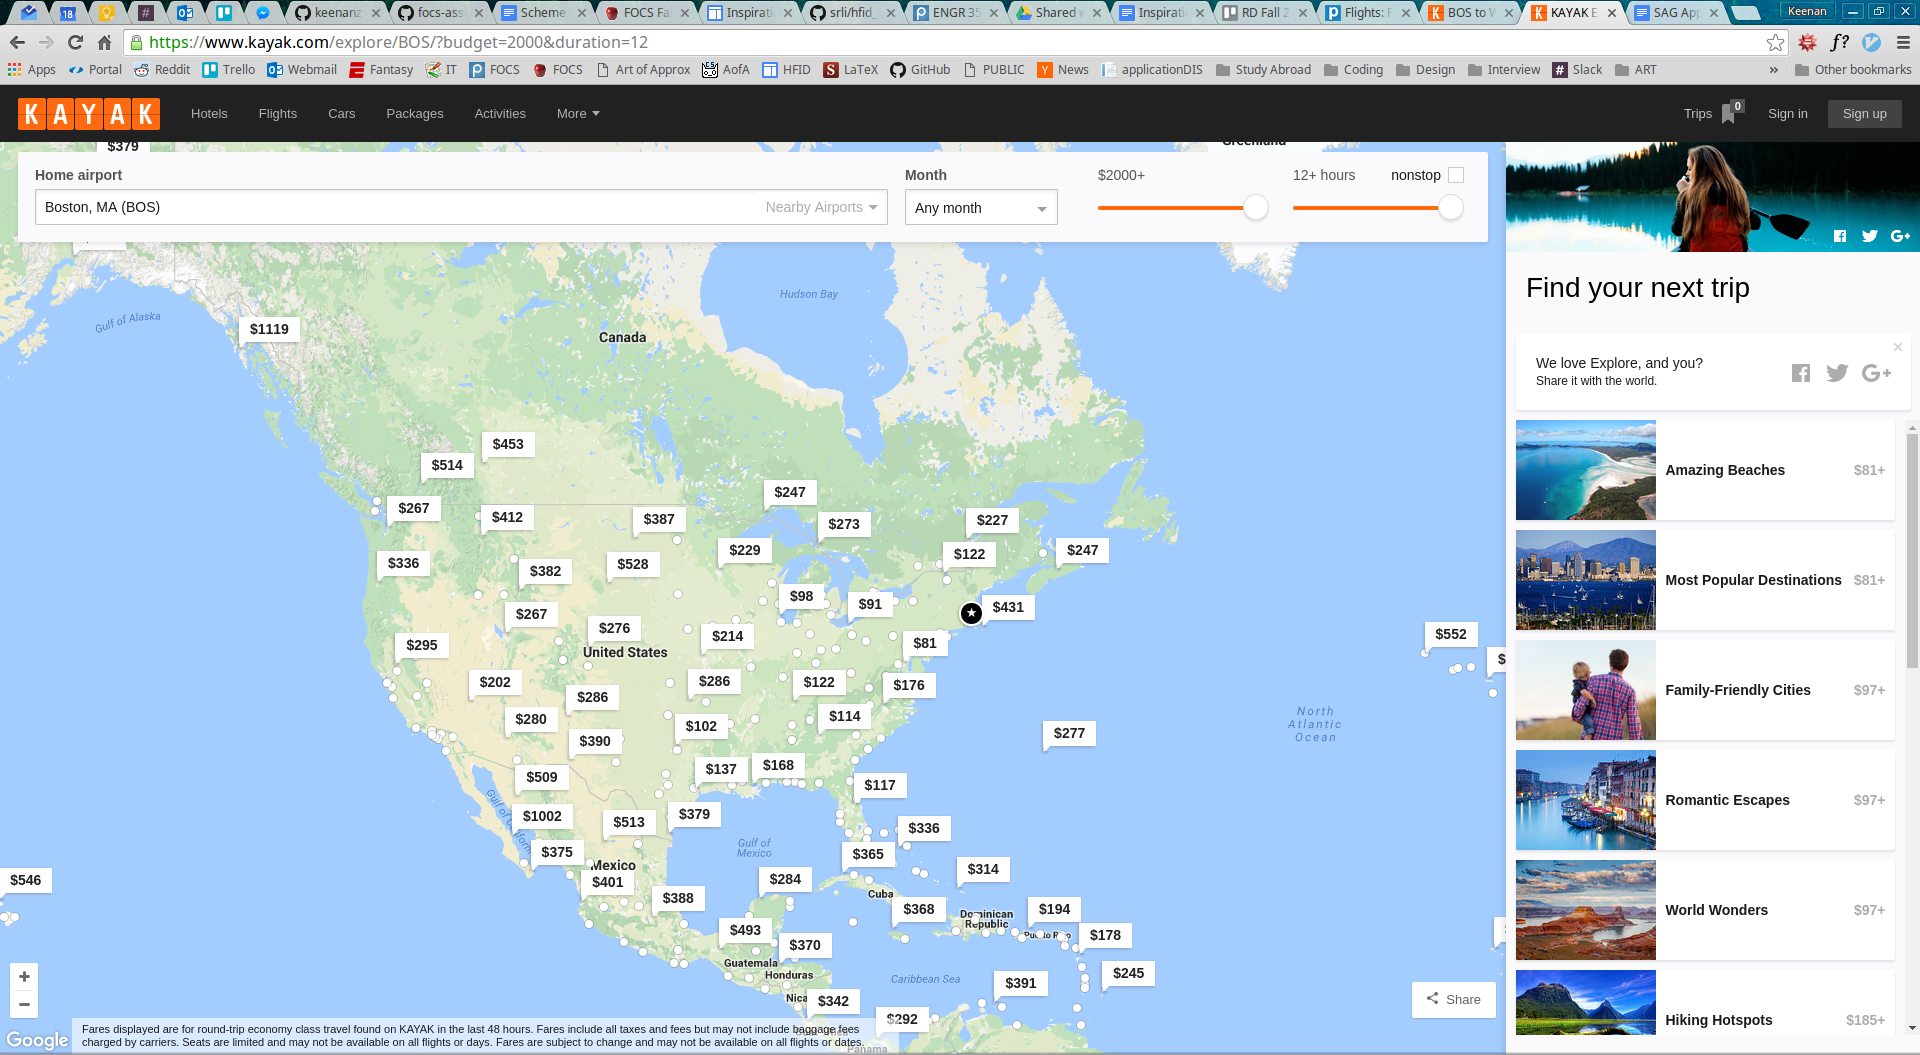 18
#
keenanz
focs-ass
Scheme
FOCS Fa
Inspirati
srli/hfid_
ENGR 35
Shared w
Inspirati
RD Fall 2
Flights: F
BOS to V
KAYAK E
SAG App
Keenan
https://www.kayak.com/explore/BOS/?budget=2000&duration=12
f?
Apps
Portal
Reddit
Trello
Webmail
Fantasy
IT
FOCS
FOCS
Art of Approx
AofA
HFID
LaTeX
GitHub
PUBLIC
News
applicationDIS
Study Abroad
Coding
Design
Interview
Slack
ART
»
Other bookmarks
KAYAK
Hotels
Flights
Cars
Packages
Activities
More
Trips
0
Sign in
Sign up
$379
Greenland
Home airport
Boston, MA (BOS)
Nearby Airports
Month
Any month
$2000+
12+ hours
nonstop
Hudson Bay
Gulf of Alaska
$1119
Canada
$453
$514
$247
$267
$412
$387
$273
$227
$336
$382
$528
$229
$122
$247
$98
$91
$431
$267
$276
$214
$81
$552
$295
United States
$202
$286
$286
$122
$176
$280
$102
$114
North
Atlantic
Ocean
$390
$277
$509
$137
$168
$117
Gulf of California
$1002
$513
$379
$336
$375
Gulf of
Mexico
$365
Mexico
$401
$284
$314
$546
$388
Cuba
$368
Dominican
Republic
$194
Puerto Rico
$493
$370
$178
Guatemala
Honduras
Caribbean Sea
$391
$245
Nica
$342
$292
Panama
+
−
Google
Fares displayed are for round-trip economy class travel found on KAYAK in the last 48 hours. Fares include all taxes and fees but may not include baggage fees
charged by carriers. Seats are limited and may not be available on all flights or days. Fares are subject to change and may not be available on all flights or dates.
Share
Find your next trip
We love Explore, and you?
Share it with the world.
Amazing Beaches
$81+
Most Popular Destinations
$81+
Family-Friendly Cities
$97+
Romantic Escapes
$97+
World Wonders
$97+
Hiking Hotspots
$185+